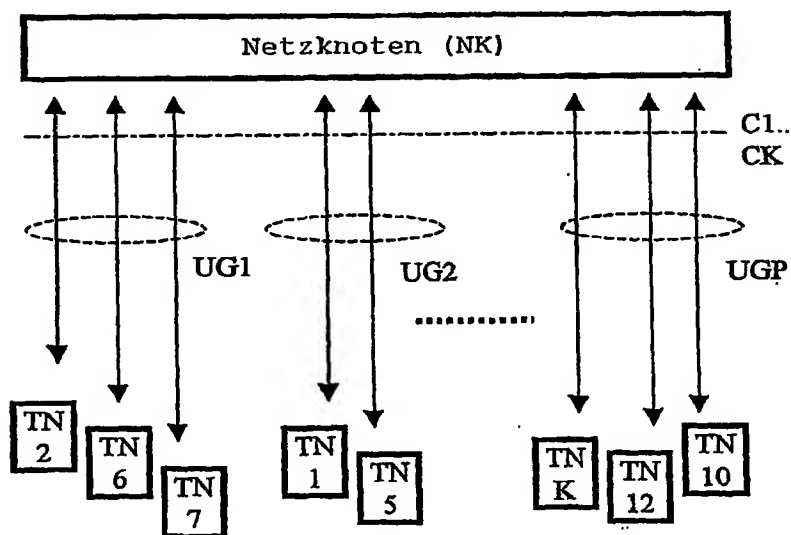 Netzknoten (NK)
C1..
CK
UG1
UG2
UGP
TN
2
TN
6
TN
7
TN
1
TN
5
TN
K
TN
12
TN
10